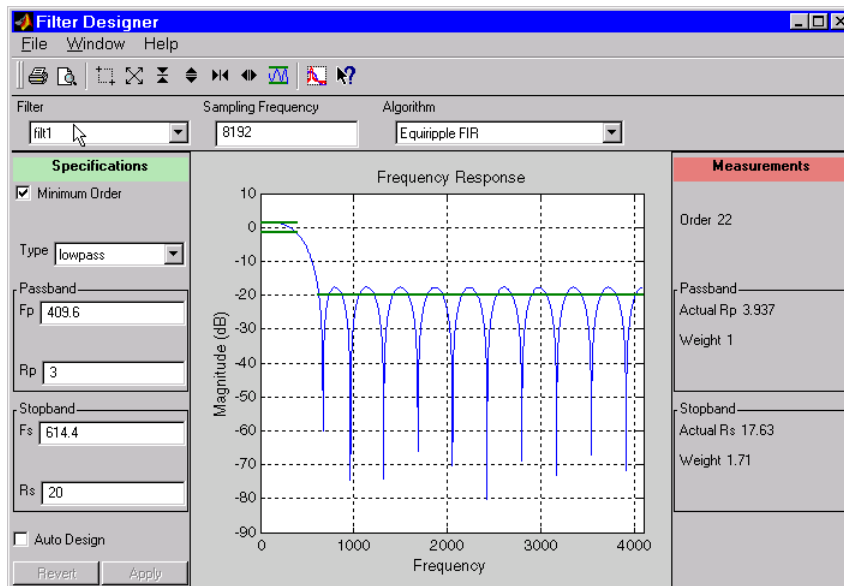 Filter Designer
File Window Help
Filter
Sampling Frequency
Algorithm
filt1
8192
Equiripple FIR
Specifications
Minimum Order
Type lowpass
Passband
Fp 409.6
Rp 3
Stopband
Fs 614.4
Rs 20
Auto Design
Revert Apply
Frequency Response
Magnitude (dB)
10
0
-10
-20
-30
-40
-50
-60
-70
-80
-90
0 1000 2000 3000 4000
Frequency
Measurements
Order 22
Passband
Actual Rp 3.937
Weight 1
Stopband
Actual Rs 17.63
Weight 1.71